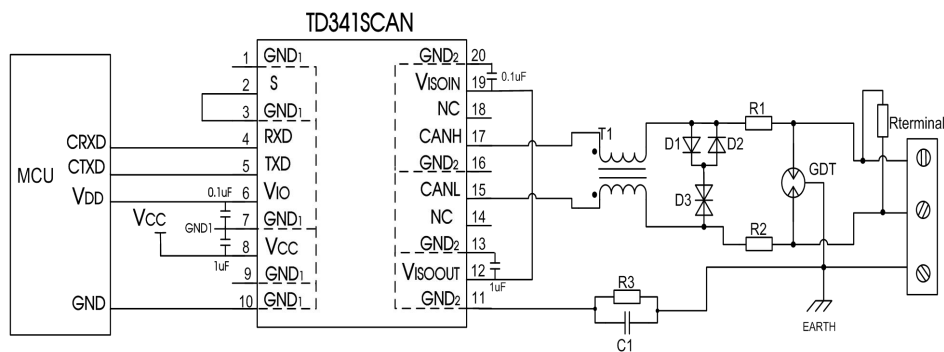 TD341SCAN
MCU
CRXD
CTXD
VDD
GND
VCC
0.1uF
GND1
1uF
1 GND1
2 S
3 GND1
4 RXD
5 TXD
6 VIO
7 GND1
8 VCC
9 GND1
10 GND1
GND2 20
VISOIN 19
NC 18
CANH 17
GND2 16
CANL 15
NC 14
GND2 13
VISOOUT 12
GND2 11
0.1uF
1uF
T1
D1
D2
D3
R1
R2
GDT
Rterminal
R3
C1
EARTH